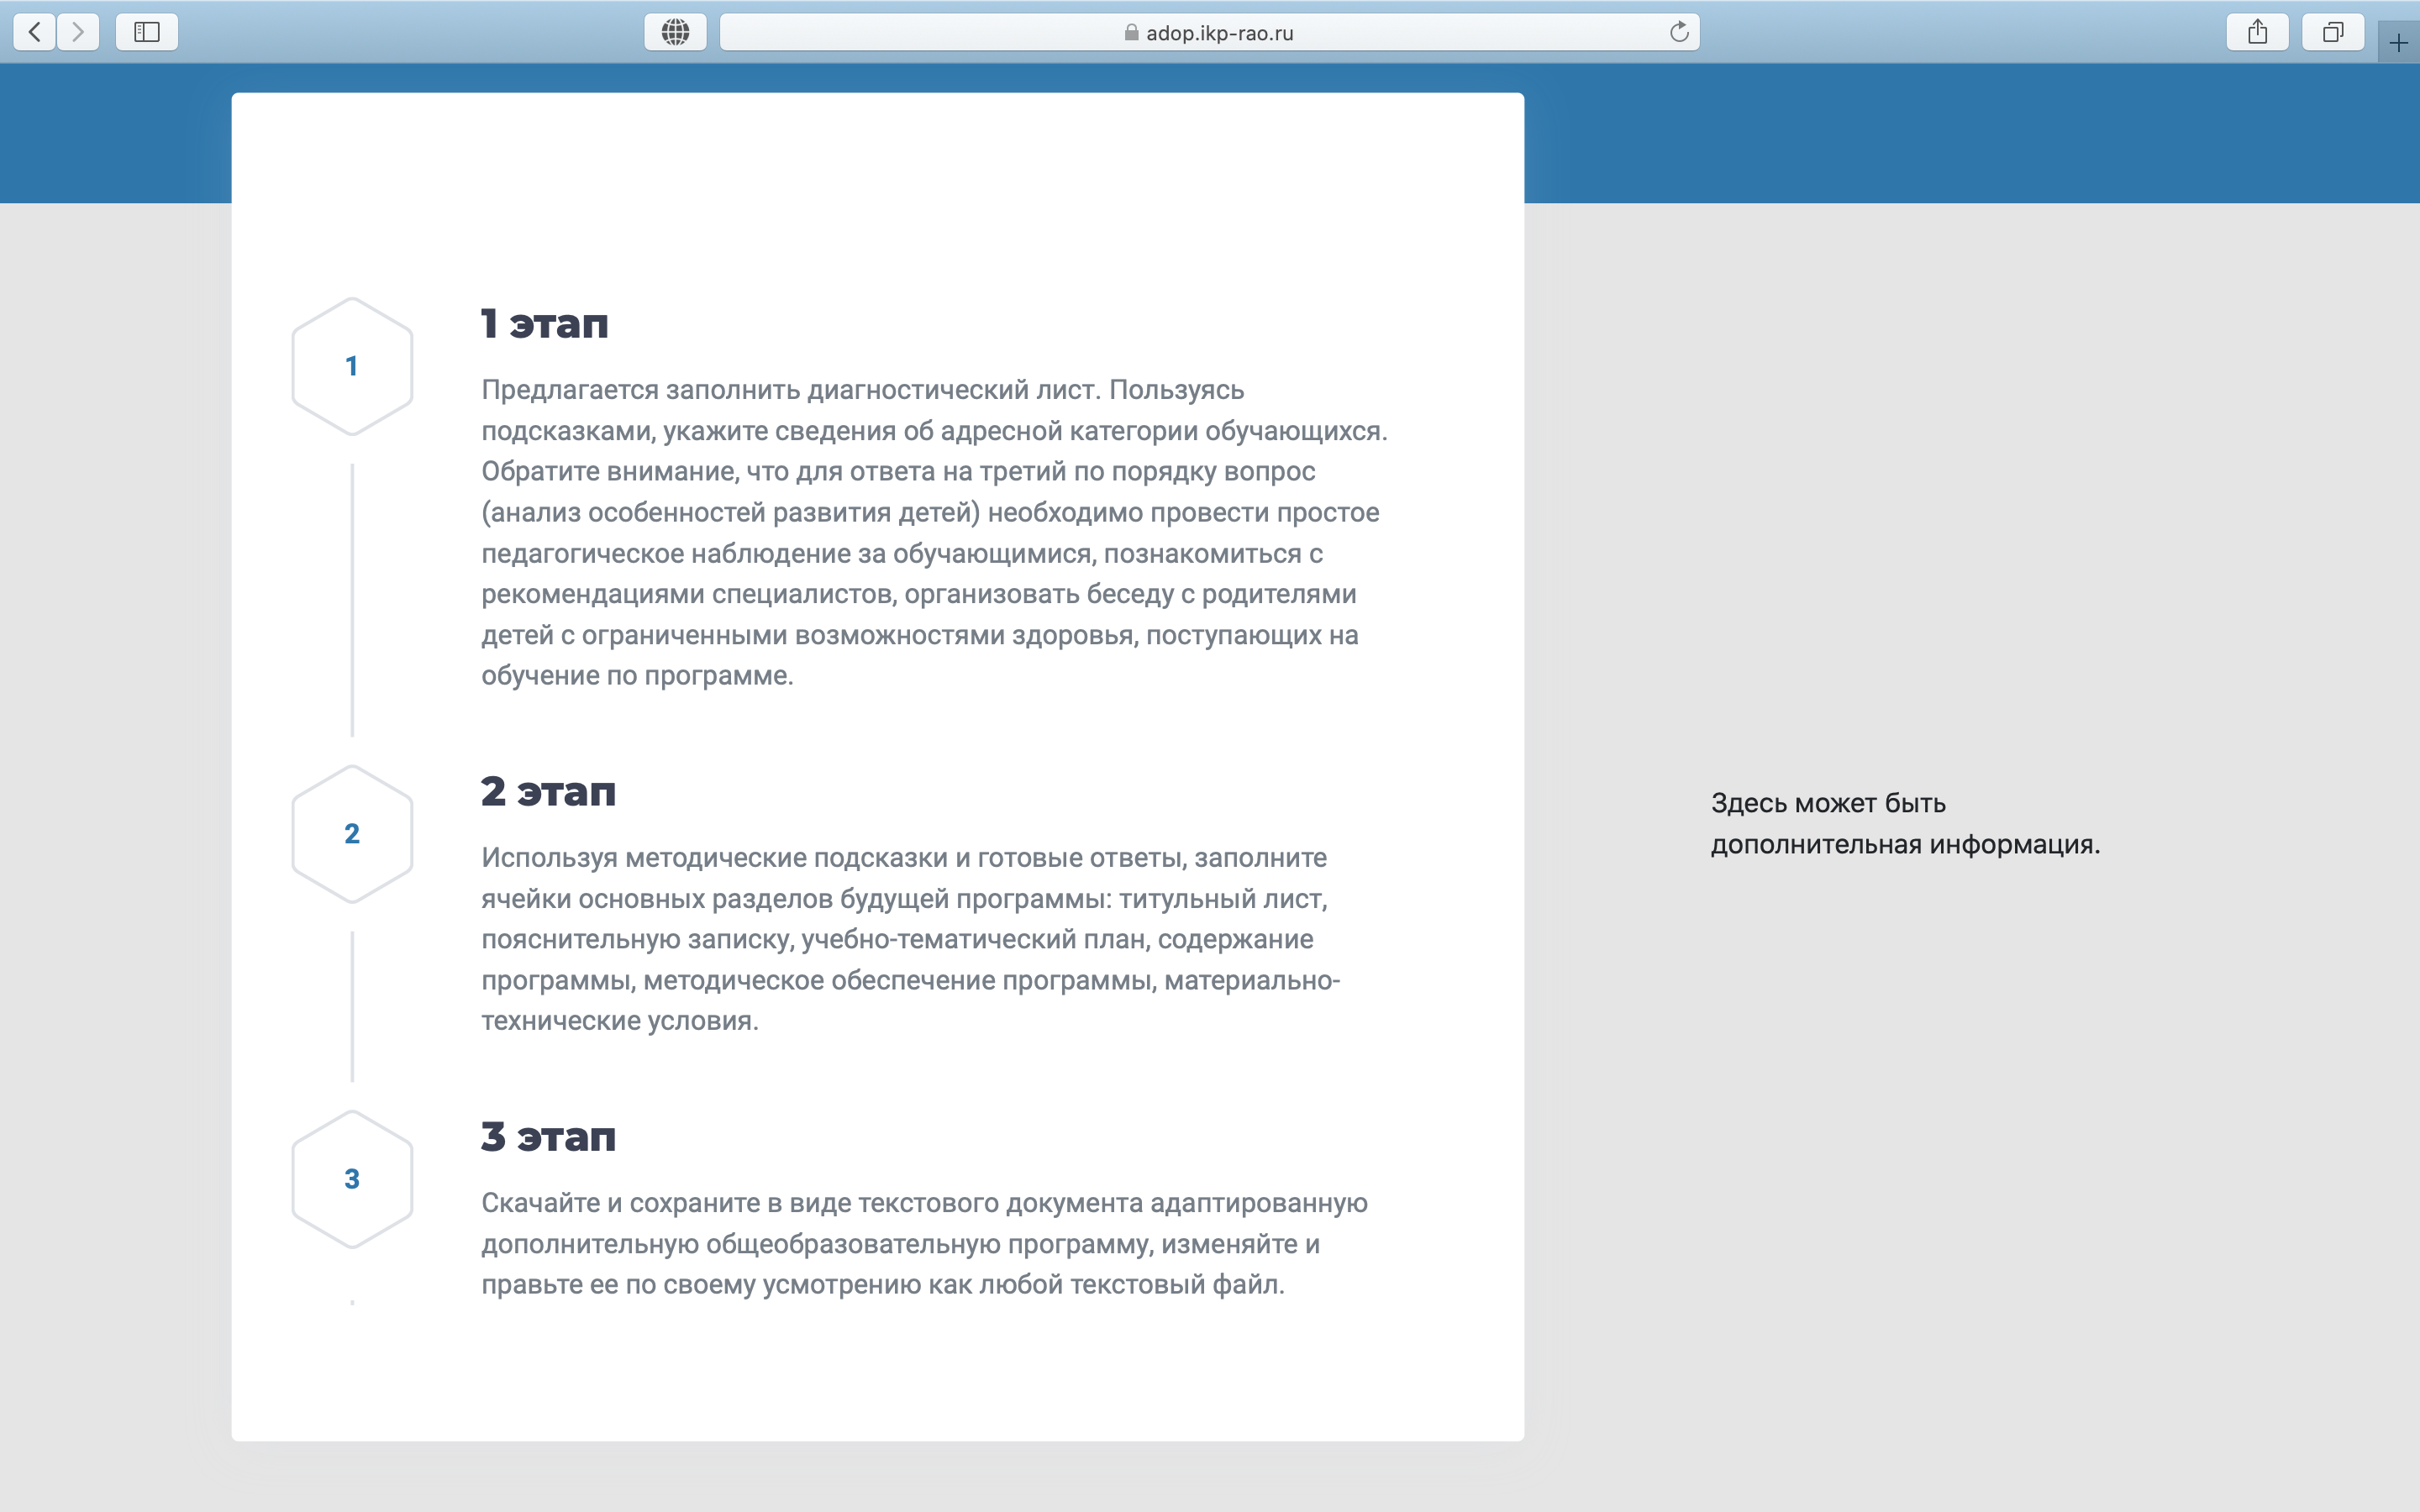 adop.ikp-rao.ru
1
1 этап
Предлагается заполнить диагностический лист. Пользуясь
подсказками, укажите сведения об адресной категории обучающихся.
Обратите внимание, что для ответа на третий по порядку вопрос
(анализ особенностей развития детей) необходимо провести простое
педагогическое наблюдение за обучающимися, познакомиться с
рекомендациями специалистов, организовать беседу с родителями
детей с ограниченными возможностями здоровья, поступающих на
обучение по программе.
2
2 этап
Используя методические подсказки и готовые ответы, заполните
ячейки основных разделов будущей программы: титульный лист,
пояснительную записку, учебно-тематический план, содержание
программы, методическое обеспечение программы, материально-
технические условия.
3
3 этап
Скачайте и сохраните в виде текстового документа адаптированную
дополнительную общеобразовательную программу, изменяйте и
правьте ее по своему усмотрению как любой текстовый файл.
Здесь может быть
дополнительная информация.